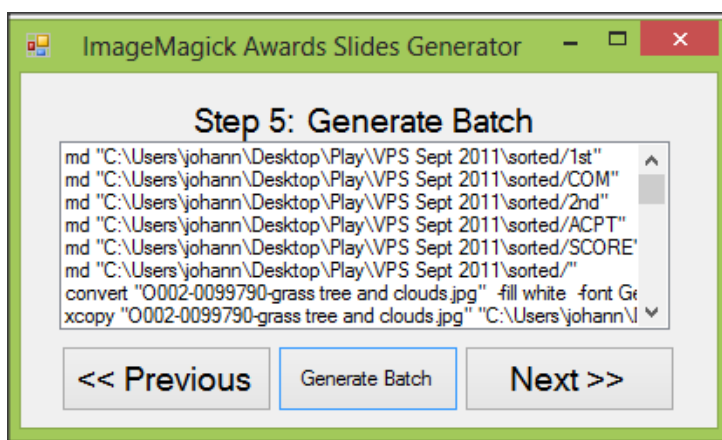 ImageMagick Awards Slides Generator
Step 5: Generate Batch
md "C:\Users\johann\Desktop\Play\VPS Sept 2011\sorted/1st"
md "C:\Users\johann\Desktop\Play\VPS Sept 2011\sorted/COM"
md "C:\Users\johann\Desktop\Play\VPS Sept 2011\sorted/2nd"
md "C:\Users\johann\Desktop\Play\VPS Sept 2011\sorted/ACPT"
md "C:\Users\johann\Desktop\Play\VPS Sept 2011\sorted/SCORE"
md "C:\Users\johann\Desktop\Play\VPS Sept 2011\sorted/"
convert "O002-0099790-grass tree and clouds.jpg" -fill white -font Ge
xcopy "O002-0099790-grass tree and clouds.jpg" "C:\Users\johann\
<< Previous
Generate Batch
Next >>